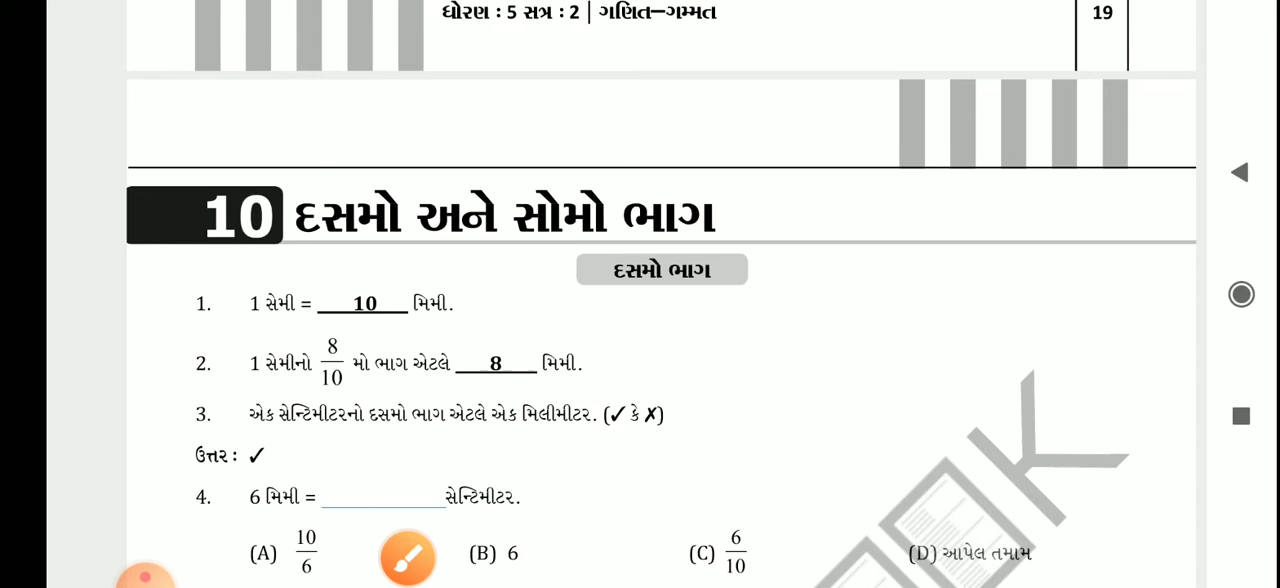 ધોરણ : 5 સત્ર : 2 | ગણિત–ગમ્મત 19
10 દસમો અને સોમો ભાગ
દસમો ભાગ
1. 1 સેમી = 10 મિમી.
2. 1 સેમીનો 8/10 મો ભાગ એટલે 8 મિમી.
3. એક સેન્ટિમીટરનો દસમો ભાગ એટલે એક મિલીમીટર. (✓ કે ✗)
ઉત્તર : ✓
4. 6 મિમી = ________ સેન્ટિમીટર.
(A) 10/6 (B) 6 (C) 6/10 (D) આપેલ તમામ
K